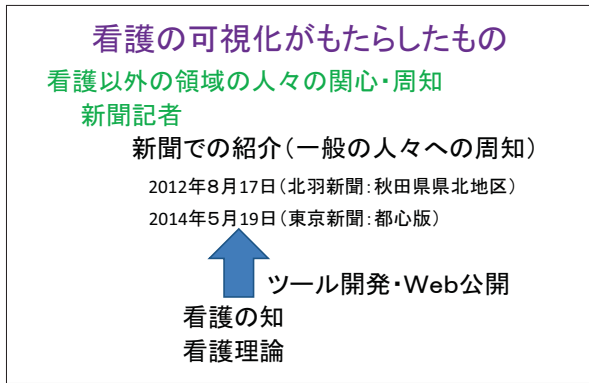 看護の可視化がもたらしたもの
看護以外の領域の人々の関心・周知
新聞記者
新聞での紹介(一般の人々への周知)
2012年8月17日(北羽新聞:秋田県県北地区)
2014年5月19日(東京新聞:都心版)
ツール開発・Web公開
看護の知
看護理論